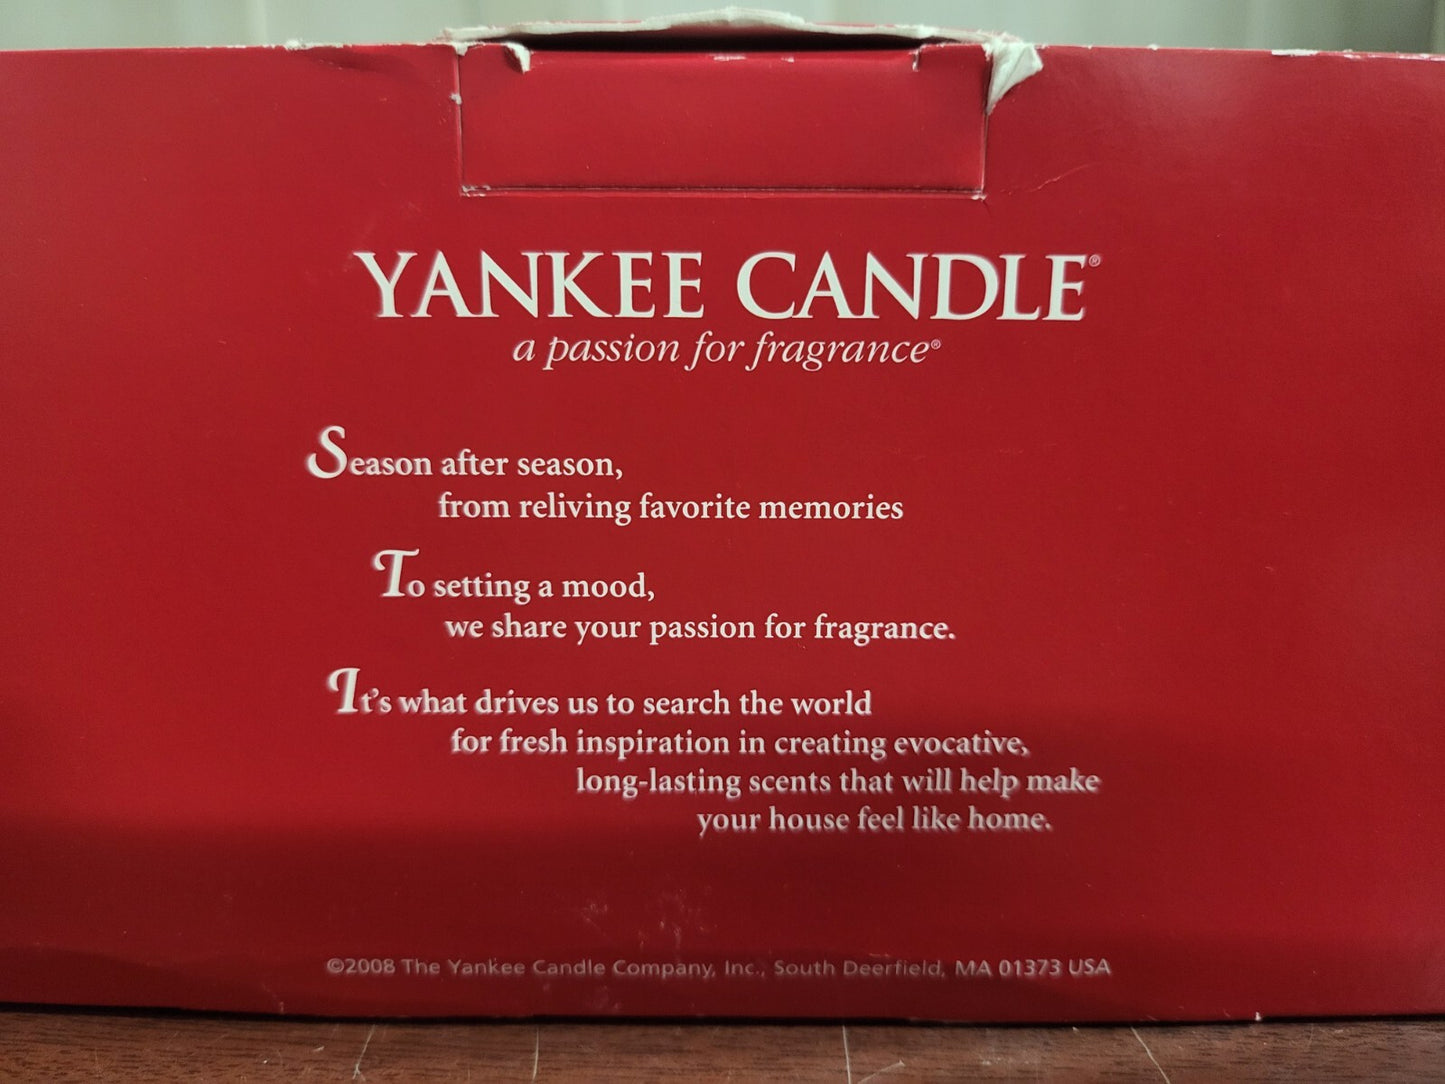 YANKEE CANDLE®
a passion for fragrance®
Season after season,
from reliving favorite memories
To setting a mood,
we share your passion for fragrance.
It's what drives us to search the world
for fresh inspiration in creating evocative,
long-lasting scents that will help make
your house feel like home.
©2008 The Yankee Candle Company, Inc., South Deerfield, MA 01373 USA